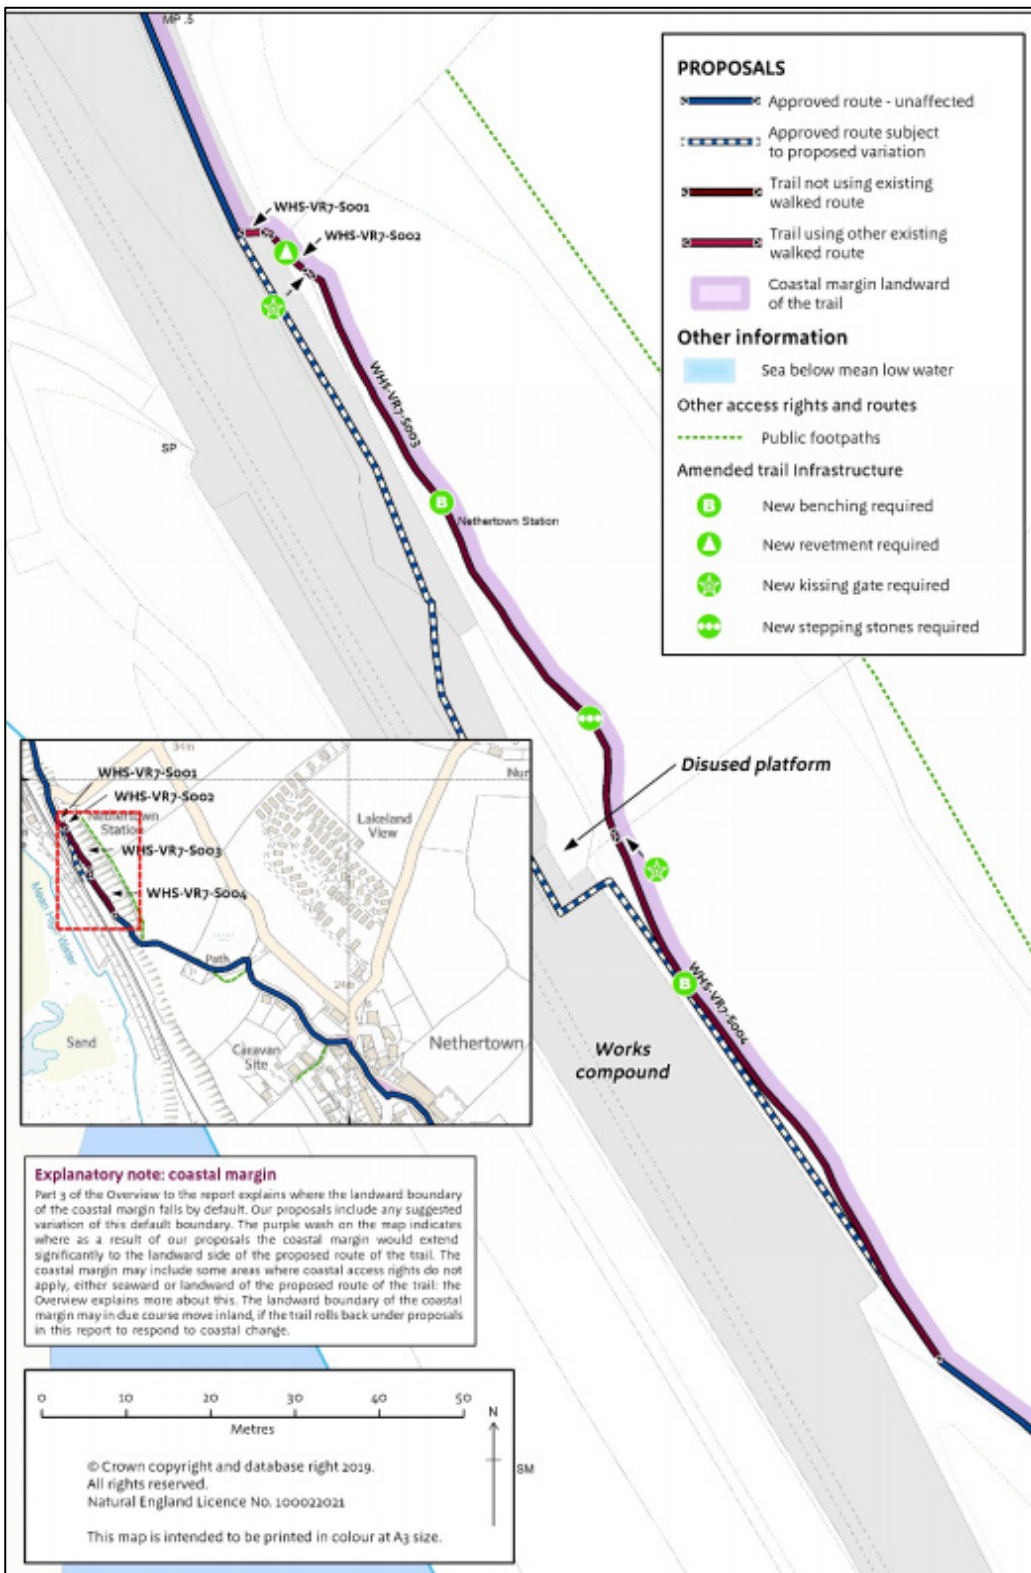 MP .5
PROPOSALS
Approved route - unaffected
Approved route subject
to proposed variation
Trail not using existing
walked route
Trail using other existing
walked route
Coastal margin landward
of the trail
Other information
Sea below mean low water
Other access rights and routes
Public footpaths
Amended trail Infrastructure
B New benching required
New revetment required
New kissing gate required
New stepping stones required
WHS-VR7-S001
WHS-VR7-S002
WHS-VR7-S003
SP
B
Nethertown Station
Disused platform
B
WHS-VR7-S004
Works
compound
34m
WHS-VR7-S001
WHS-VR7-S002
Nethertown
Station
WHS-VR7-S003
WHS-VR7-S004
Lakeland
View
Nur
Mean High Water
Path
24m
Sand
Caravan
Site
Nethertown
Explanatory note: coastal margin
Part 3 of the Overview to the report explains where the landward boundary
of the coastal margin falls by default. Our proposals include any suggested
variation of this default boundary. The purple wash on the map indicates
where as a result of our proposals the coastal margin would extend
significantly to the landward side of the proposed route of the trail. The
coastal margin may include some areas where coastal access rights do not
apply, either seaward or landward of the proposed route of the trail: the
Overview explains more about this. The landward boundary of the coastal
margin may in due course move inland, if the trail rolls back under proposals
in this report to respond to coastal change.
0 10 20 30 40 50
Metres
N
SM
© Crown copyright and database right 2019.
All rights reserved.
Natural England Licence No. 100022021
This map is intended to be printed in colour at A3 size.